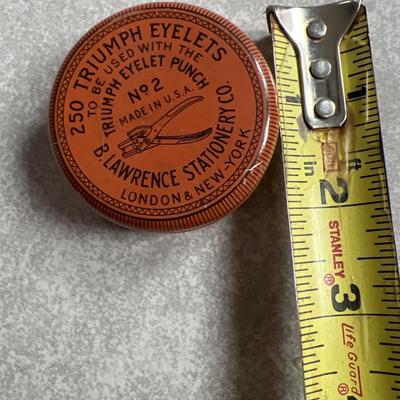 250 TRIUMPH EYELETS
TO BE USED WITH THE
TRIUMPH EYELET PUNCH
Nº 2
MADE IN U.S.A.
B. LAWRENCE STATIONERY CO.
LONDON & NEW YORK
1
in 2 ft
STANLEY®
3
Life Guard
in